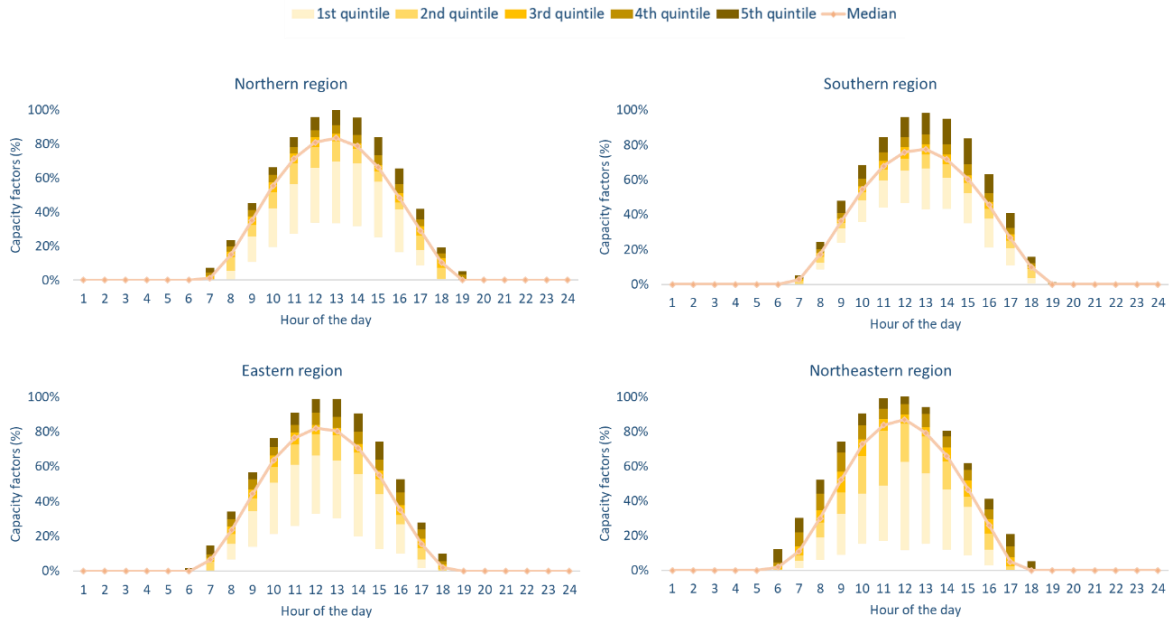 1st quintile 2nd quintile 3rd quintile 4th quintile 5th quintile Median
Northern region
100%
80%
60%
40%
20%
0%
Capacity factors (%)
1 2 3 4 5 6 7 8 9 10 11 12 13 14 15 16 17 18 19 20 21 22 23 24
Hour of the day
Southern region
100%
80%
60%
40%
20%
0%
Capacity factors (%)
1 2 3 4 5 6 7 8 9 10 11 12 13 14 15 16 17 18 19 20 21 22 23 24
Hour of the day
Eastern region
100%
80%
60%
40%
20%
0%
Capacity factors (%)
1 2 3 4 5 6 7 8 9 10 11 12 13 14 15 16 17 18 19 20 21 22 23 24
Hour of the day
Northeastern region
100%
80%
60%
40%
20%
0%
Capacity factors (%)
1 2 3 4 5 6 7 8 9 10 11 12 13 14 15 16 17 18 19 20 21 22 23 24
Hour of the day